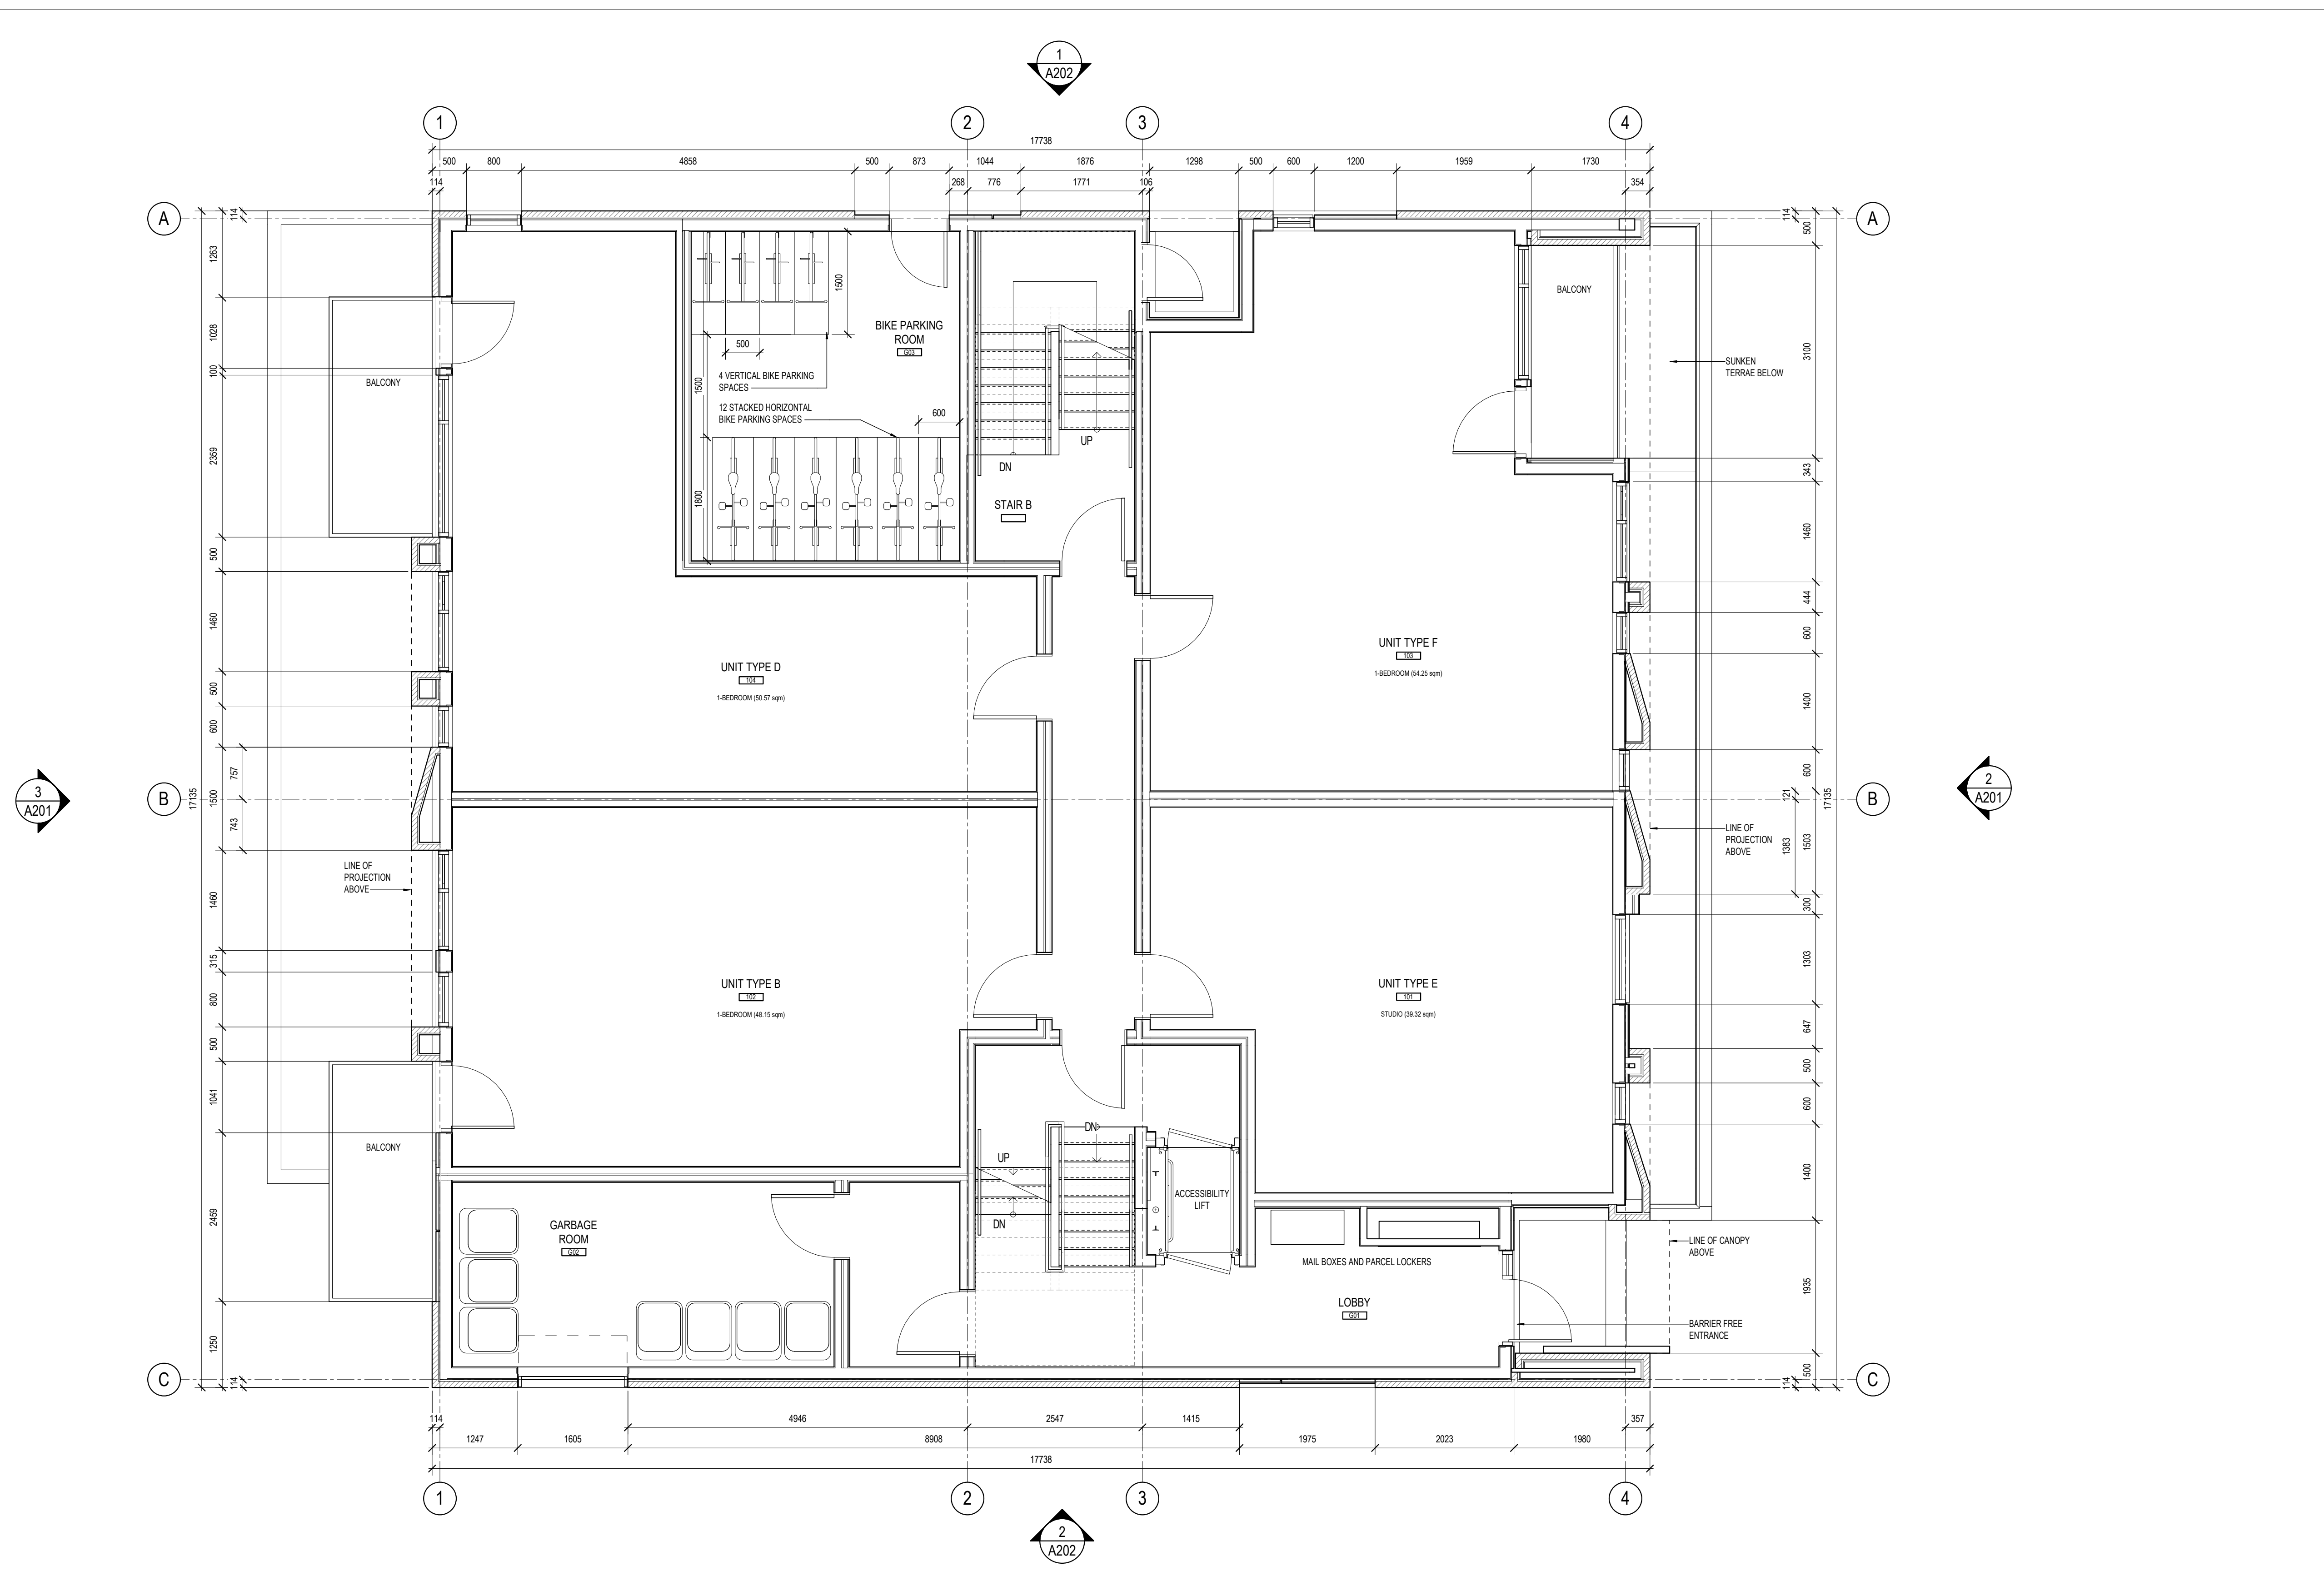 1
A202
1
2
3
4
17738
500
800
4858
500
873
1044
1876
1298
500
600
1200
1959
1730
114
268
776
1771
106
354
A
A
114
1263
1028
100
2359
500
1460
500
600
757
1500
743
17135
1460
315
800
500
1041
2459
1250
114
114
500
3100
343
1460
444
600
1400
600
121
17135
1503
1383
300
1303
647
500
600
1400
1935
500
114
BALCONY
BIKE PARKING
ROOM
G03
1500
500
1500
600
1800
4 VERTICAL BIKE PARKING
SPACES
12 STACKED HORIZONTAL
BIKE PARKING SPACES
UP
DN
STAIR B
BALCONY
SUNKEN
TERRAE BELOW
UNIT TYPE D
104
1-BEDROOM (50.57 sqm)
UNIT TYPE F
103
1-BEDROOM (54.25 sqm)
3
A201
B
B
2
A201
LINE OF
PROJECTION
ABOVE
LINE OF
PROJECTION
ABOVE
UNIT TYPE B
102
1-BEDROOM (48.15 sqm)
UNIT TYPE E
101
STUDIO (39.32 sqm)
BALCONY
DN
UP
DN
ACCESSIBILITY
LIFT
GARBAGE
ROOM
G02
MAIL BOXES AND PARCEL LOCKERS
LOBBY
G01
LINE OF CANOPY
ABOVE
BARRIER FREE
ENTRANCE
C
C
114
4946
2547
1415
357
1247
1605
8908
1975
2023
1980
17738
1
2
3
4
2
A202